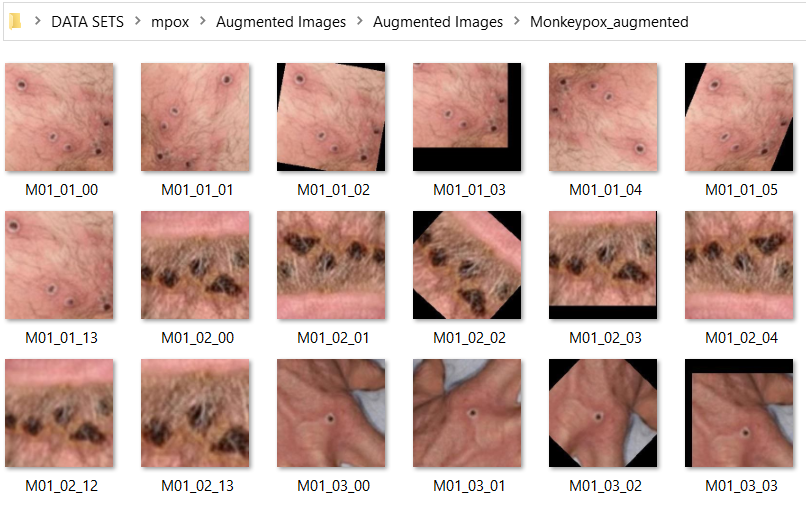 DATA SETS > mpox > Augmented Images > Augmented Images > Monkeypox_augmented
M01_01_00 M01_01_01 M01_01_02 M01_01_03 M01_01_04 M01_01_05
M01_01_13 M01_02_00 M01_02_01 M01_02_02 M01_02_03 M01_02_04
M01_02_12 M01_02_13 M01_03_00 M01_03_01 M01_03_02 M01_03_03